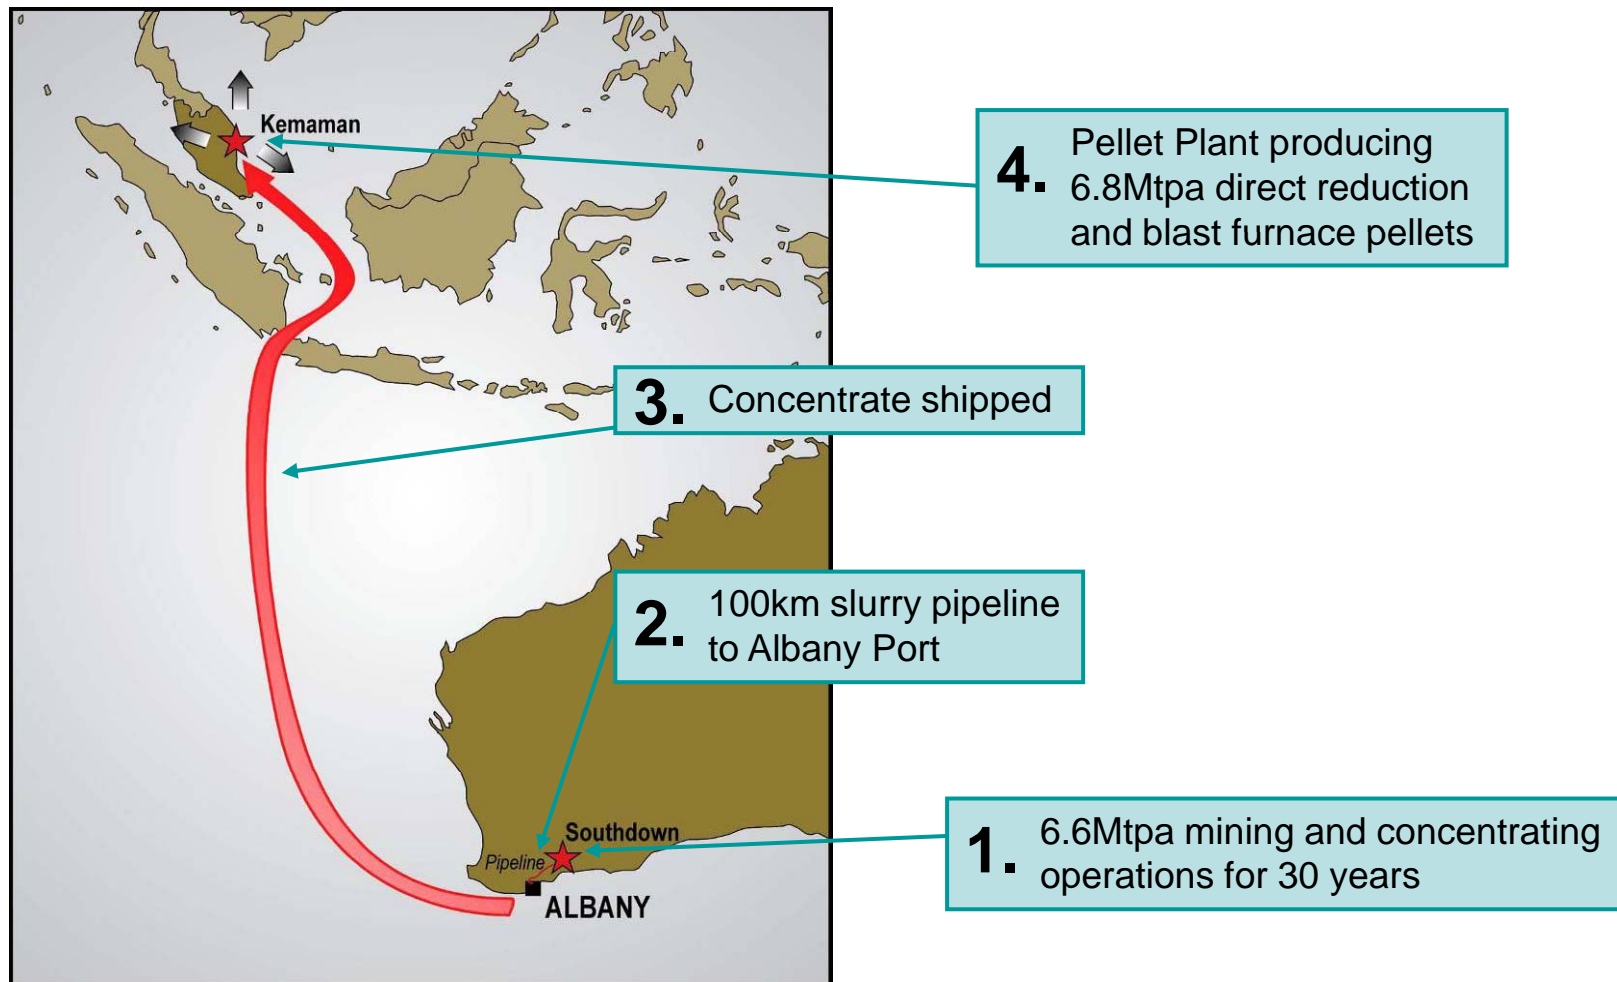 Kemaman
4. Pellet Plant producing
6.8Mtpa direct reduction
and blast furnace pellets
3. Concentrate shipped
2. 100km slurry pipeline
to Albany Port
Southdown
Pipeline
ALBANY
1. 6.6Mtpa mining and concentrating
operations for 30 years